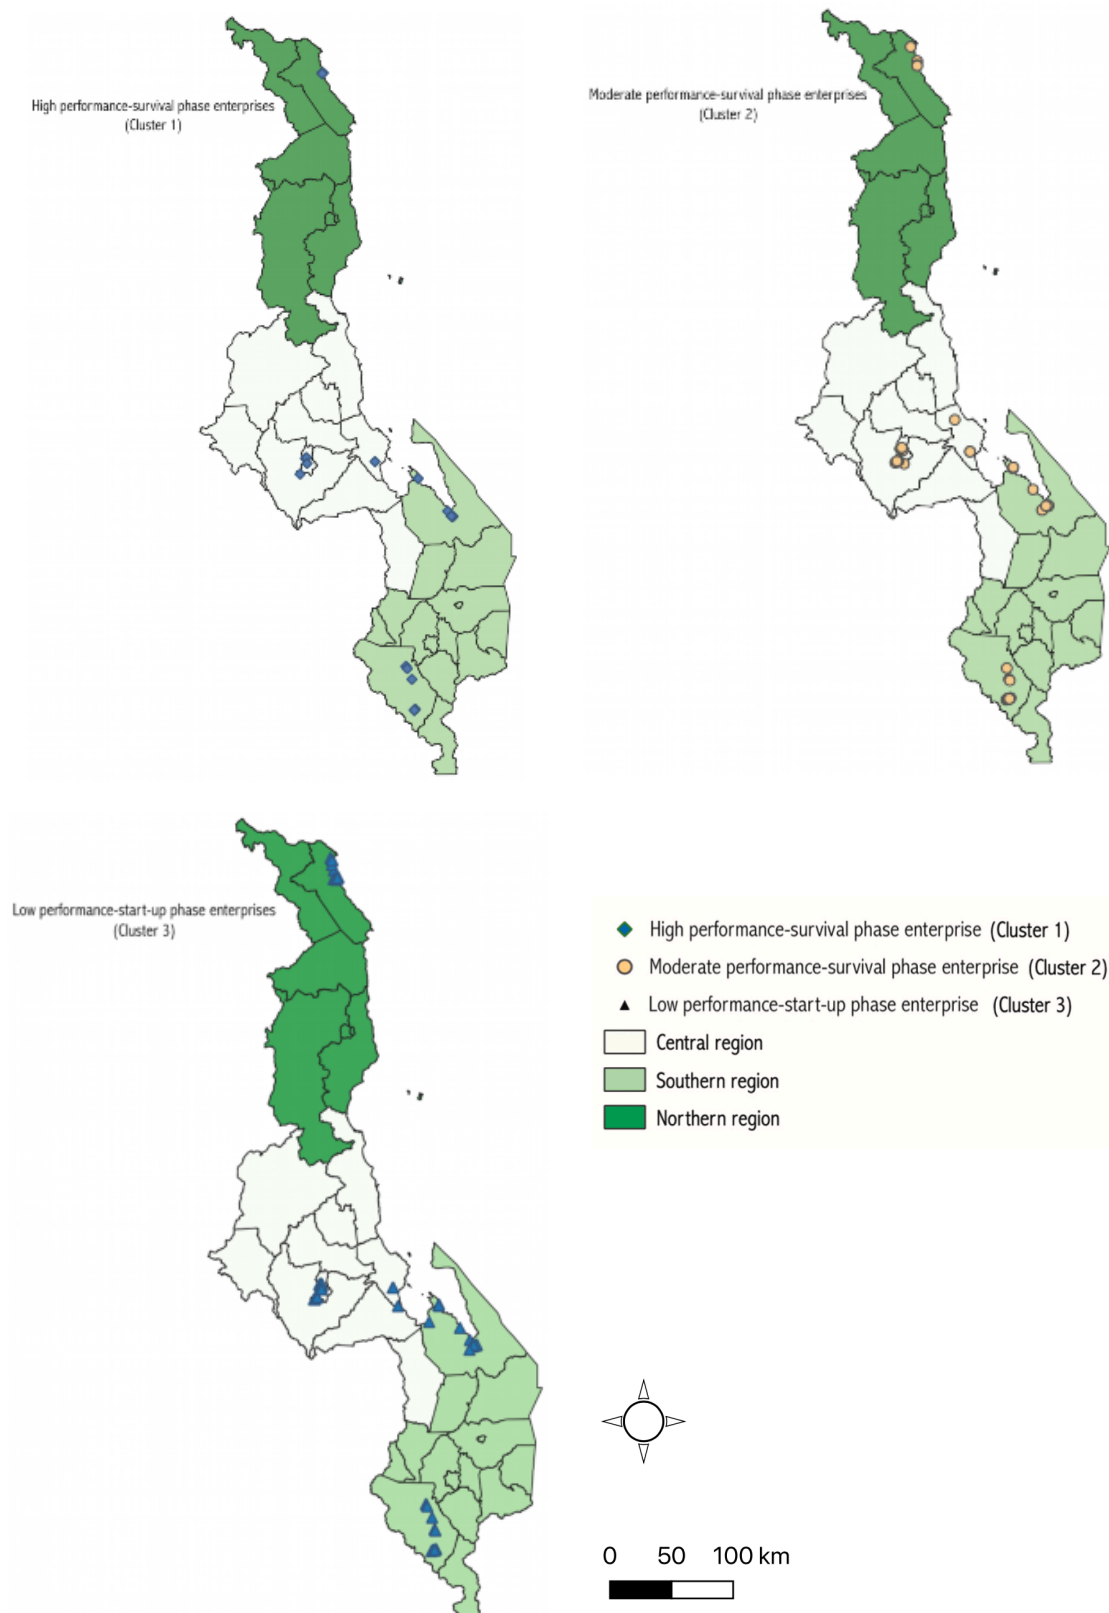 High performance-survival phase enterprises
(Cluster 1)
Moderate performance-survival phase enterprises
(Cluster 2)
Low performance-start-up phase enterprises
(Cluster 3)
High performance-survival phase enterprise (Cluster 1)
Moderate performance-survival phase enterprise (Cluster 2)
Low performance-start-up phase enterprise (Cluster 3)
Central region
Southern region
Northern region
0 50 100 km